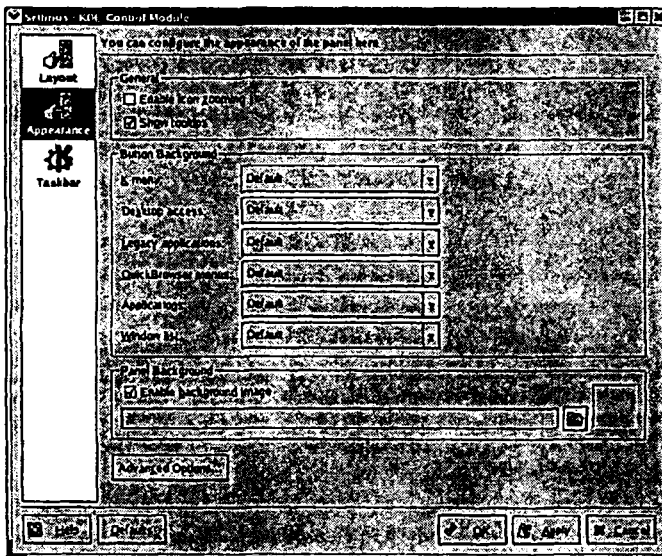 Settings - KDE Control Module
You can configure the appearance of the panel here
Layout
Appearance
Taskbar
General
Enable icon zooming
Show tooltips
Button Background
K menu: Default
Desktop access: Default
Legacy applications: Default
QuickBrowser menus: Default
Applications: Default
Window list: Default
Panel Background
Enable background image
Advanced Options...
Help
Defaults
OK
Apply
Cancel